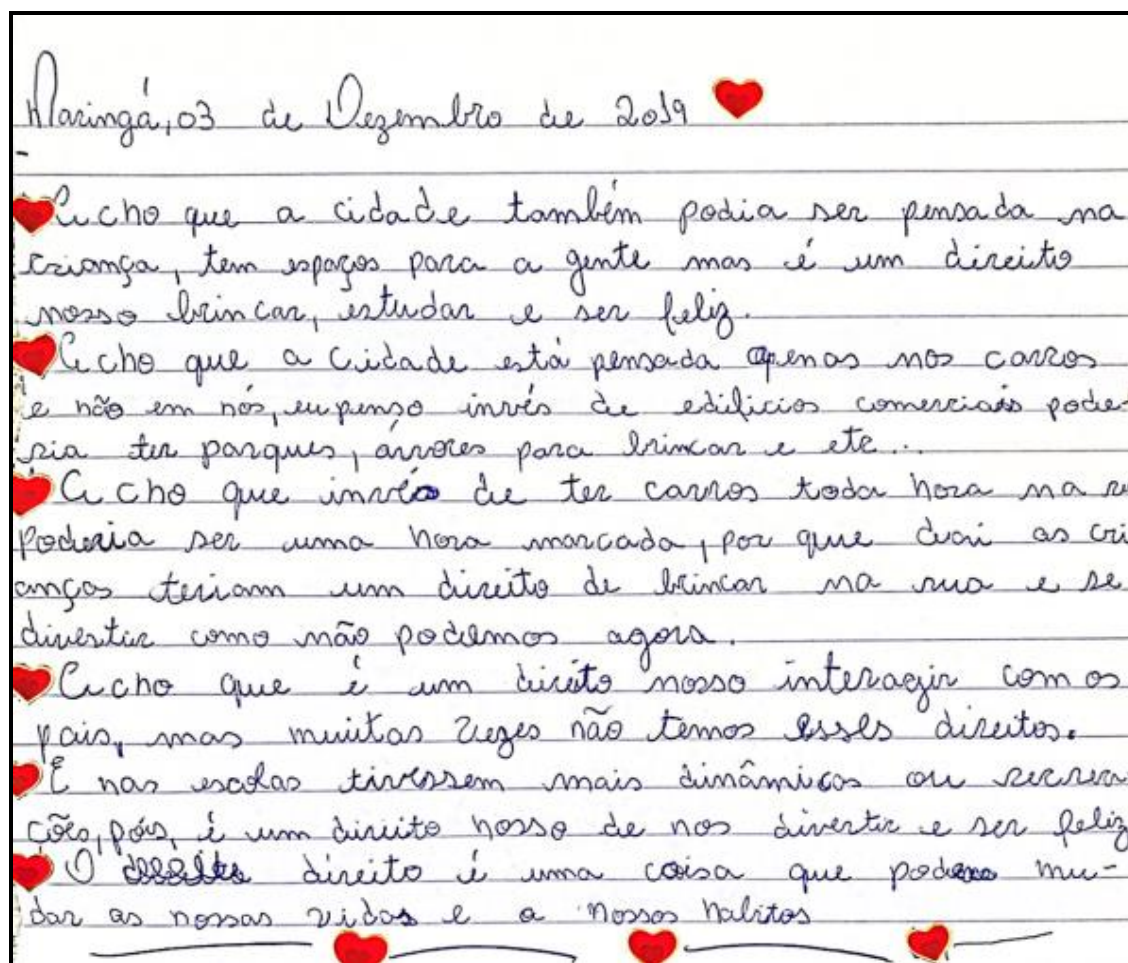 Maringá, 03 de Dezembro de 2019
Acho que a cidade também podia ser pensada na
criança, tem espaços para a gente mas é um direito
nosso brincar, estudar e ser feliz.
Acho que a cidade está pensada apenas nos carros
e não em nós, eu penso invés de edificios comerciais pode-
ria ter parques, árvores para brincar e etc...
Acho que invés de ter carros toda hora na
poderia ser uma hora marcada, por que as cri
anças teriam um direito de brincar na rua e se
divertir como não podemos agora.
Acho que é um direito nosso interagir com os
pais, mas muitas vezes não temos esses direitos.
E nas escolas tivessem mais dinâmicas ou recrea
ções, pois, é um direito nosso de nos divertir e ser feliz
O direito é uma coisa que mu-
dar as nossas vidas e a nossos habitos